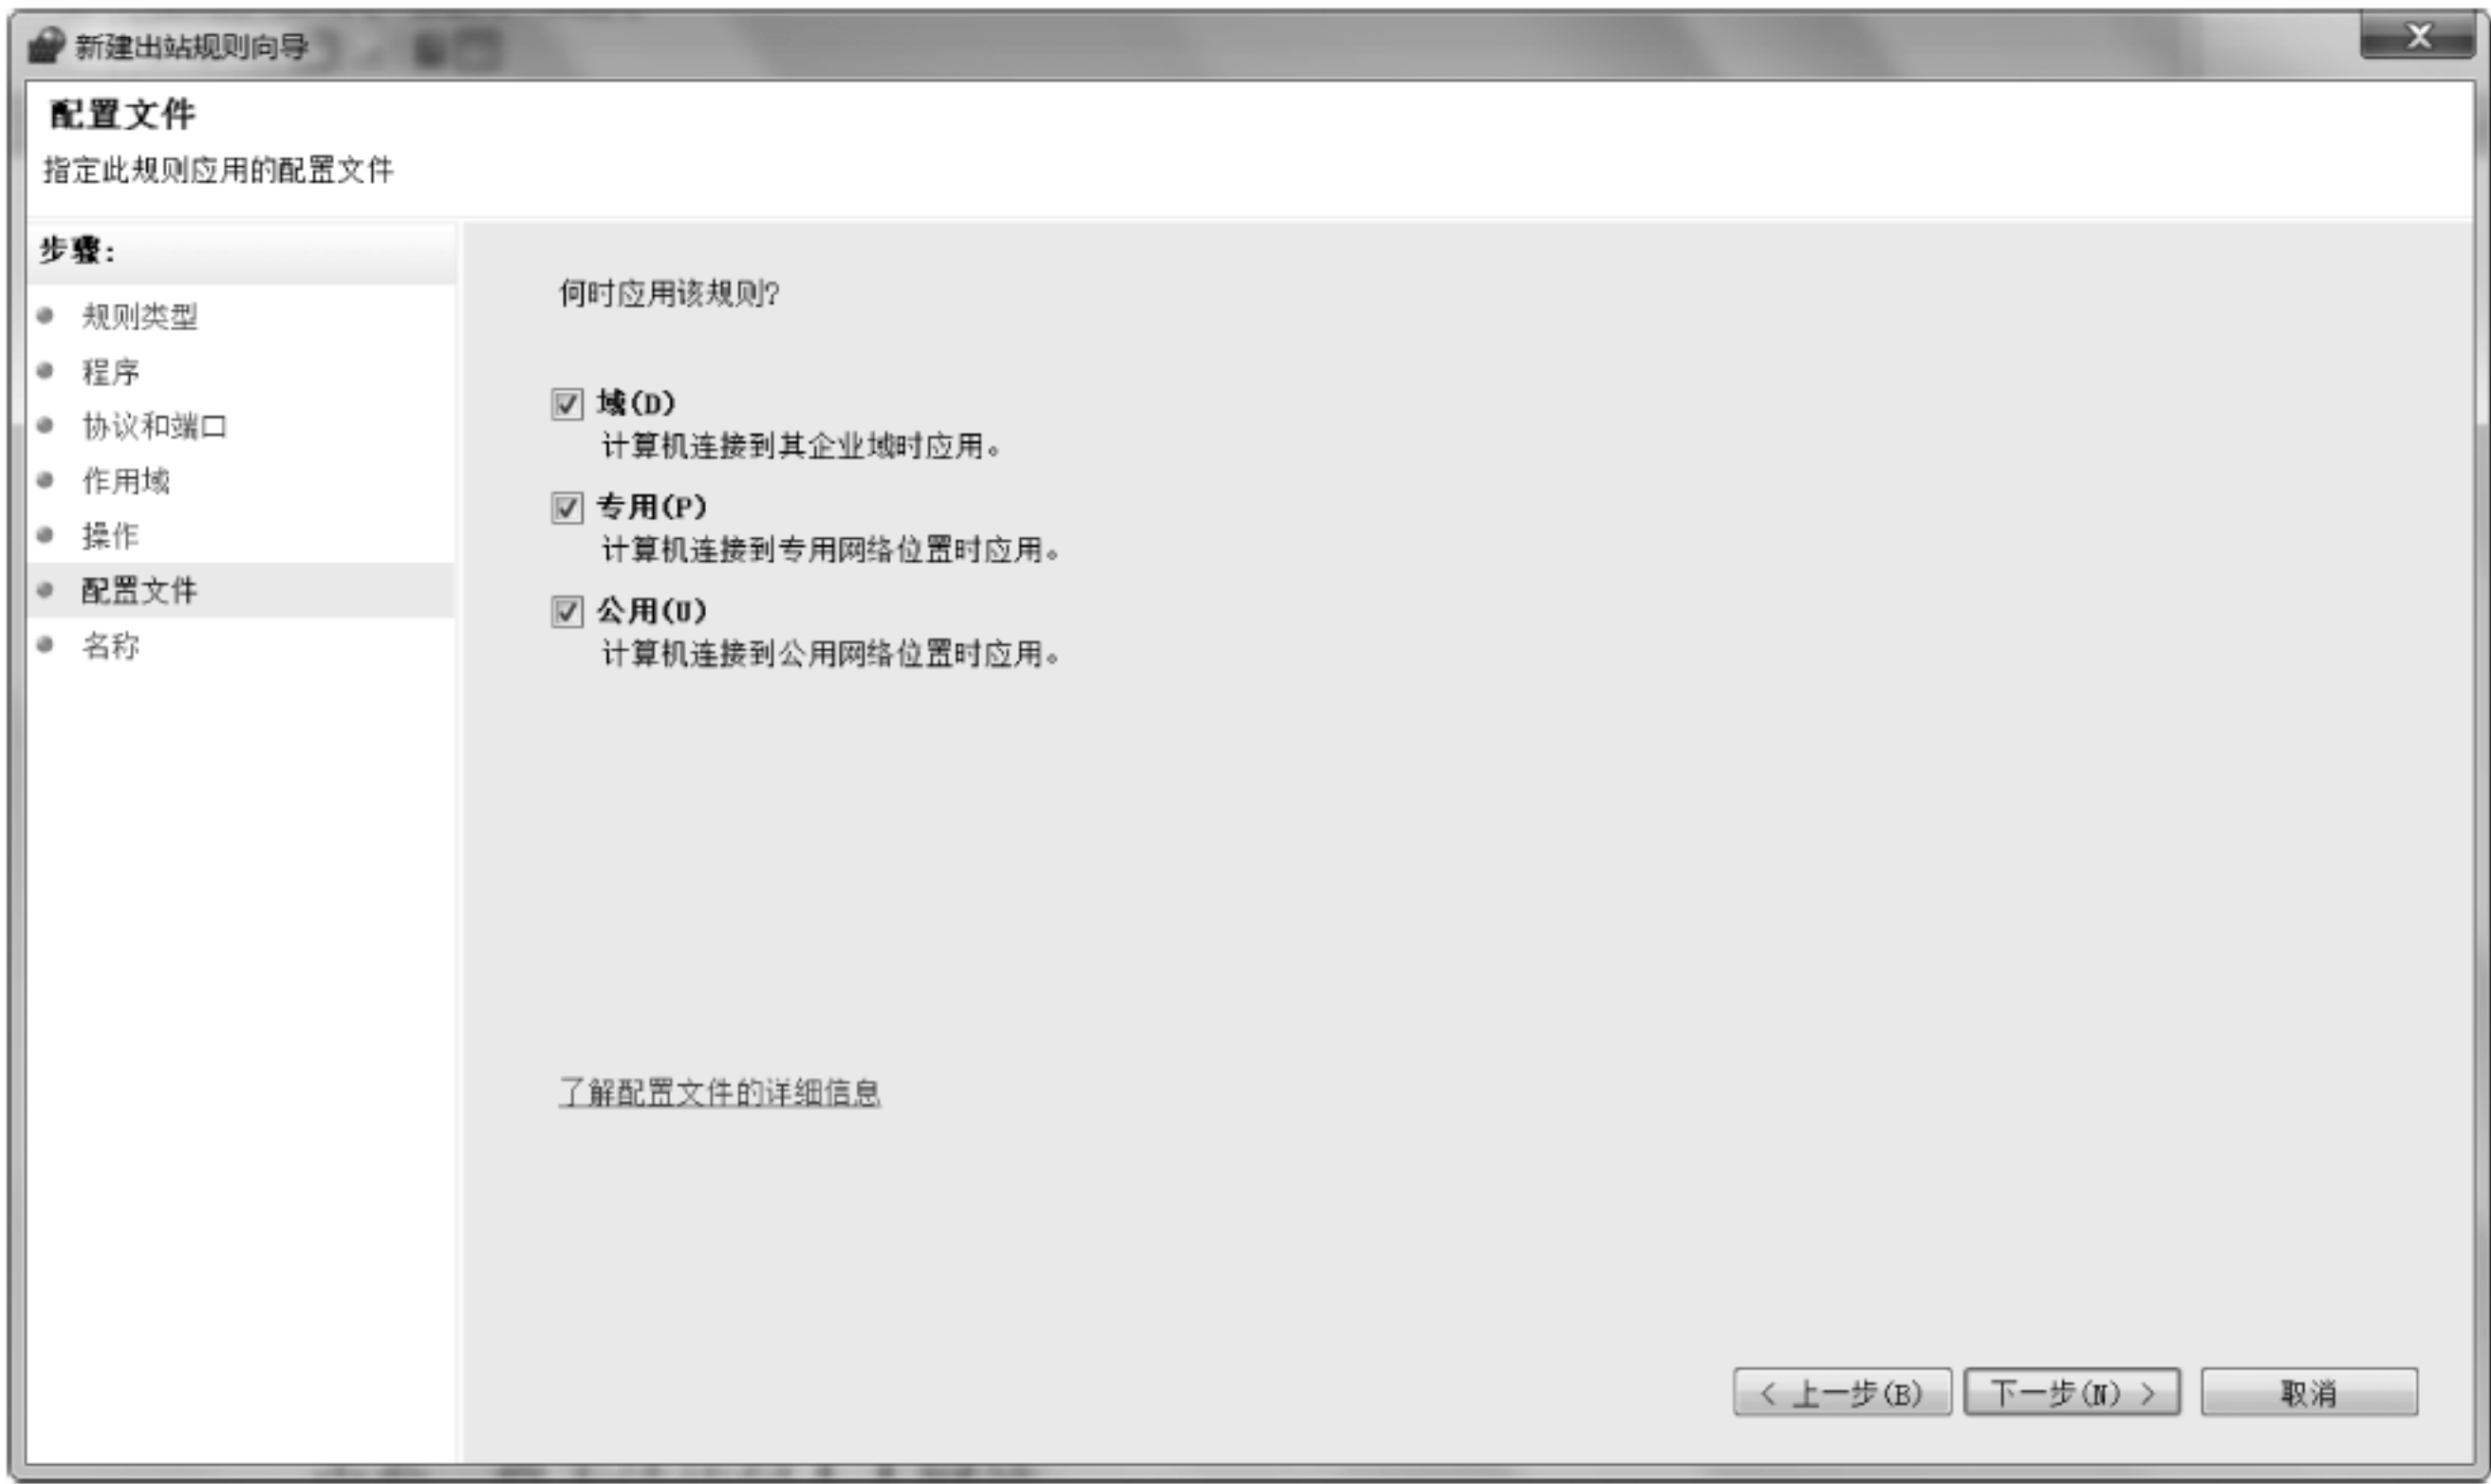 新建出站规则向导
配置文件
指定此规则应用的配置文件
步骤:
规则类型
程序
协议和端口
作用域
操作
配置文件
名称
何时应用该规则?
域(D)
计算机连接到其企业域时应用。
专用(P)
计算机连接到专用网络位置时应用。
公用(U)
计算机连接到公用网络位置时应用。
了解配置文件的详细信息
< 上一步(B) 下一步(N) > 取消